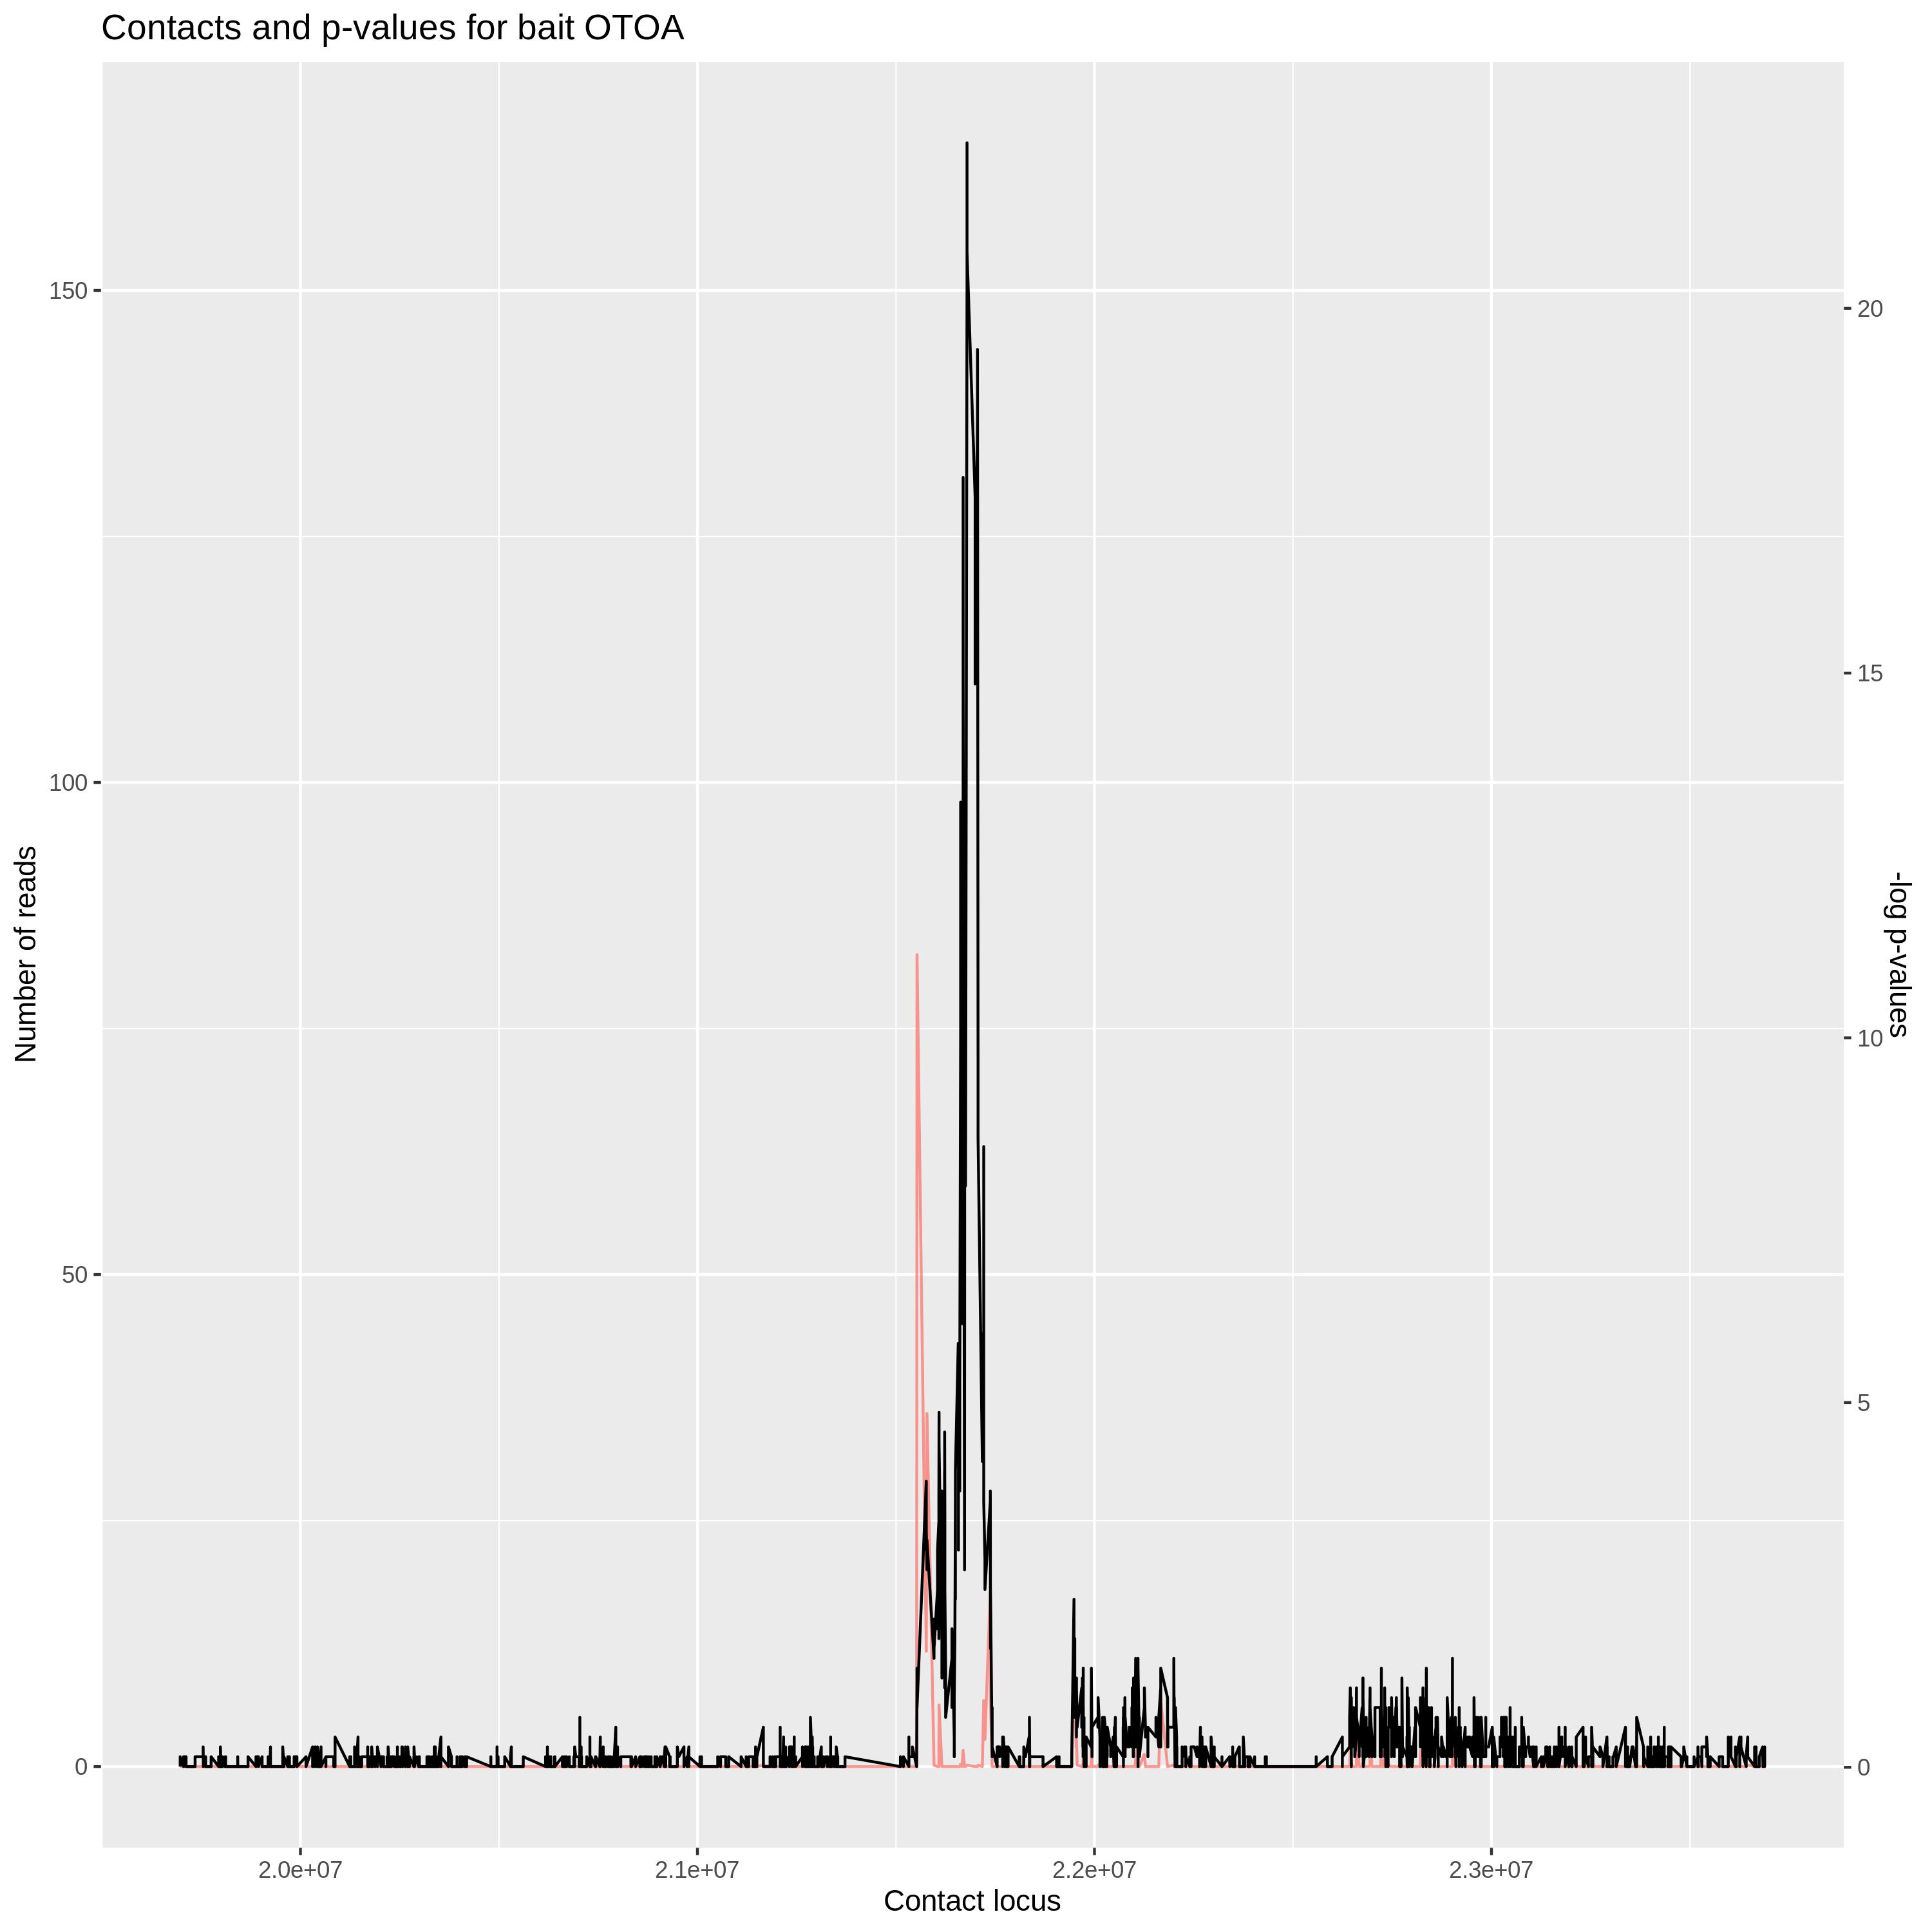 Contacts and p-values for bait OTOA
Number of reads
150
100
50
0
20
15
10
5
0
-log p-values
2.0e+07
2.1e+07
2.2e+07
2.3e+07
Contact locus